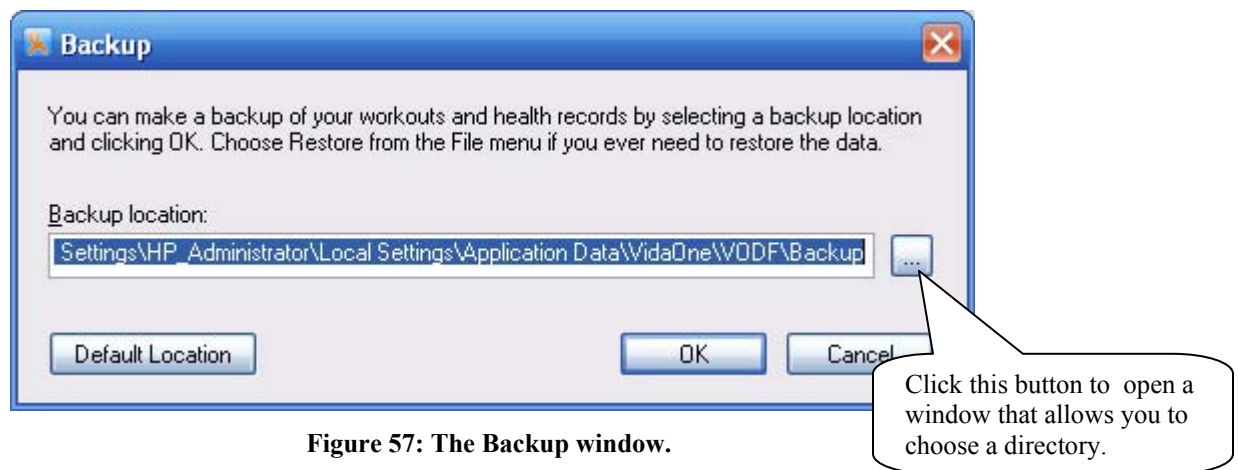 Backup
You can make a backup of your workouts and health records by selecting a backup location
and clicking OK. Choose Restore from the File menu if you ever need to restore the data.
Backup location:
Settings\HP_Administrator\Local Settings\Application Data\VidaOne\VODF\Backup
...
Default Location
OK
Cancel
Click this button to open a
window that allows you to
choose a directory.
Figure 57: The Backup window.